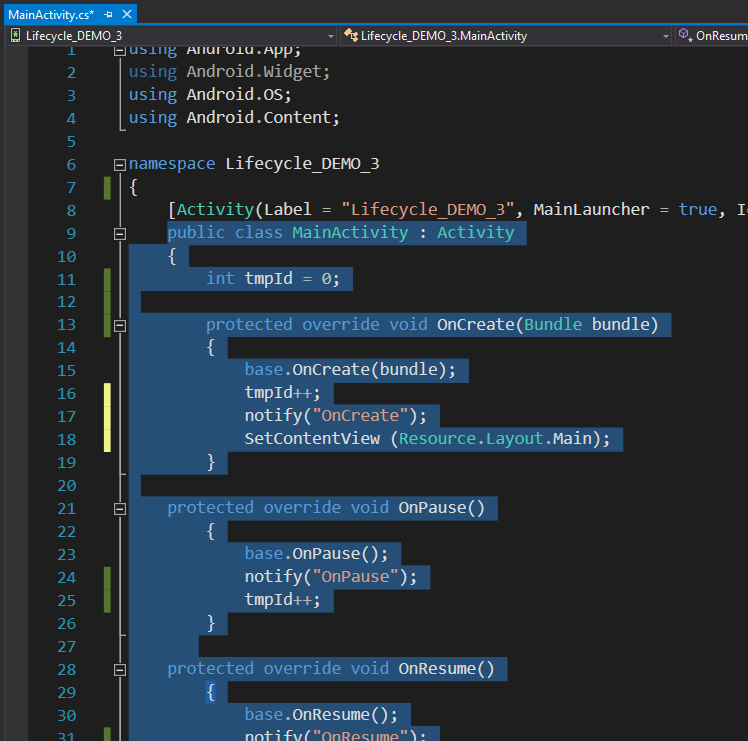 MainActivity.cs*
Lifecycle_DEMO_3
Lifecycle_DEMO_3.MainActivity
OnResum
1 using Android.App;
2 using Android.Widget;
3 using Android.OS;
4 using Android.Content;
5
6 namespace Lifecycle_DEMO_3
7 {
8 [Activity(Label = "Lifecycle_DEMO_3", MainLauncher = true, I
9 public class MainActivity : Activity
10 {
11 int tmpId = 0;
12
13 protected override void OnCreate(Bundle bundle)
14 {
15 base.OnCreate(bundle);
16 tmpId++;
17 notify("OnCreate");
18 SetContentView (Resource.Layout.Main);
19 }
20
21 protected override void OnPause()
22 {
23 base.OnPause();
24 notify("OnPause");
25 tmpId++;
26 }
27
28 protected override void OnResume()
29 {
30 base.OnResume();
31 notify("OnResume");